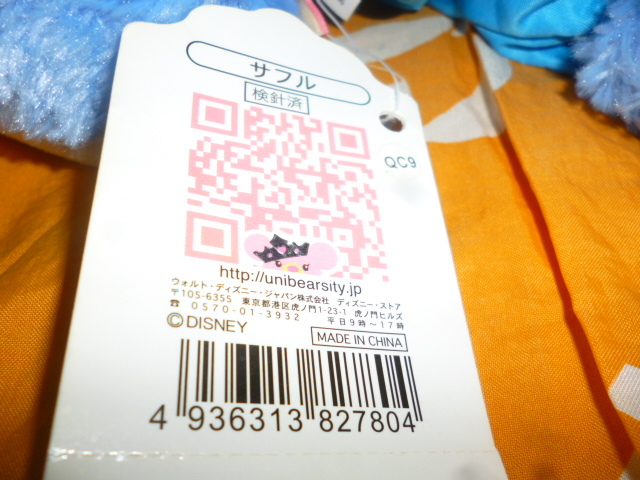 サフル
検針済
QC9
http://unibearsity.jp
ウォルト・ディズニー・ジャパン株式会社 ディズニー・ストア
〒105-6355 東京都港区虎ノ門1-23-1 虎ノ門ヒルズ
☎ 0570-01-3932 平日9時〜17時
©DISNEY
MADE IN CHINA
4 936313 827804